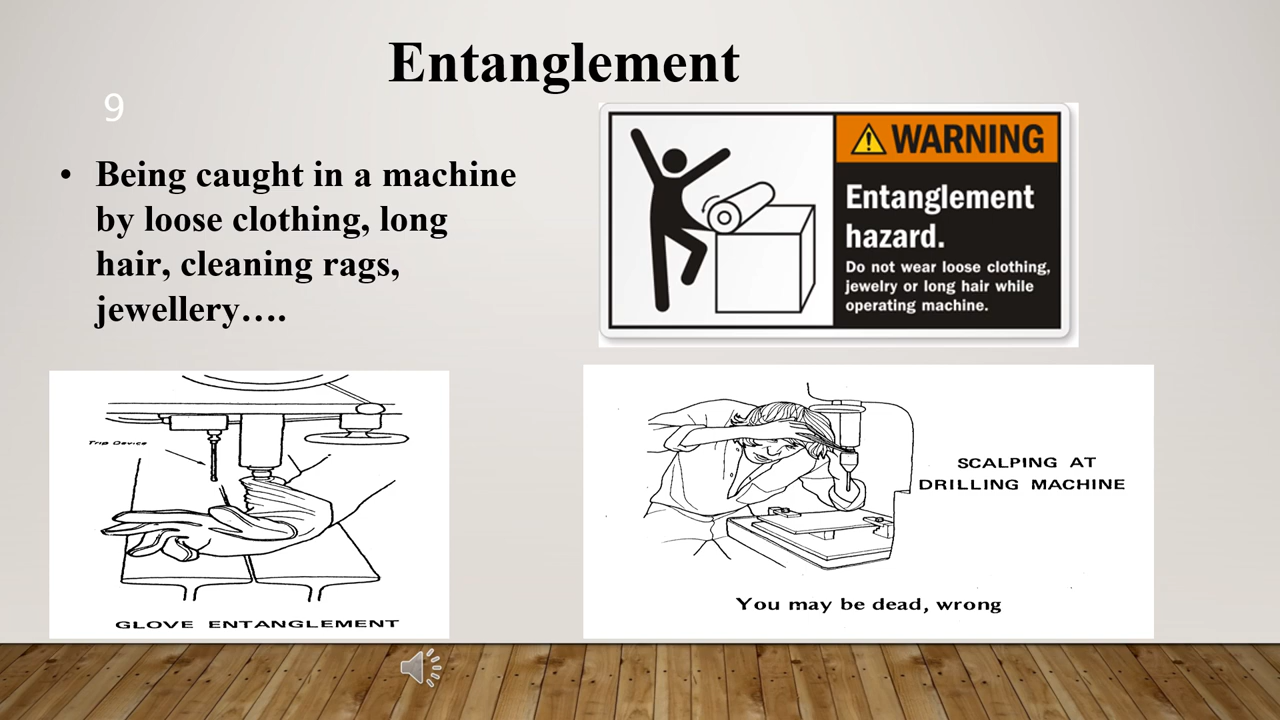 Entanglement
9
• Being caught in a machine
by loose clothing, long
hair, cleaning rags,
jewellery….
WARNING
Entanglement
hazard.
Do not wear loose clothing,
jewelry or long hair while
operating machine.
Trip Device
GLOVE ENTANGLEMENT
SCALPING AT
DRILLING MACHINE
You may be dead, wrong